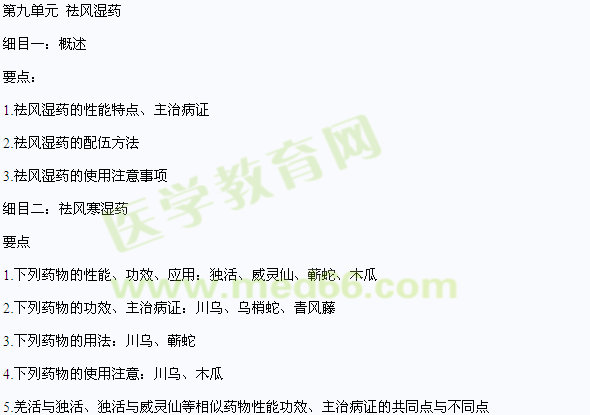 第九单元 祛风湿药
细目一：概述
要点：
1.祛风湿药的性能特点、主治病证
2.祛风湿药的配伍方法
3.祛风湿药的使用注意事项
细目二：祛风寒湿药
要点
1.下列药物的性能、功效、应用：独活、威灵仙、蕲蛇、木瓜
2.下列药物的功效、主治病证：川乌、乌梢蛇、青风藤
3.下列药物的用法：川乌、蕲蛇
4.下列药物的使用注意：川乌、木瓜
5.羌活与独活、独活与威灵仙等相似药物性能功效、主治病证的共同点与不同点
医学教育网
www.med66.com